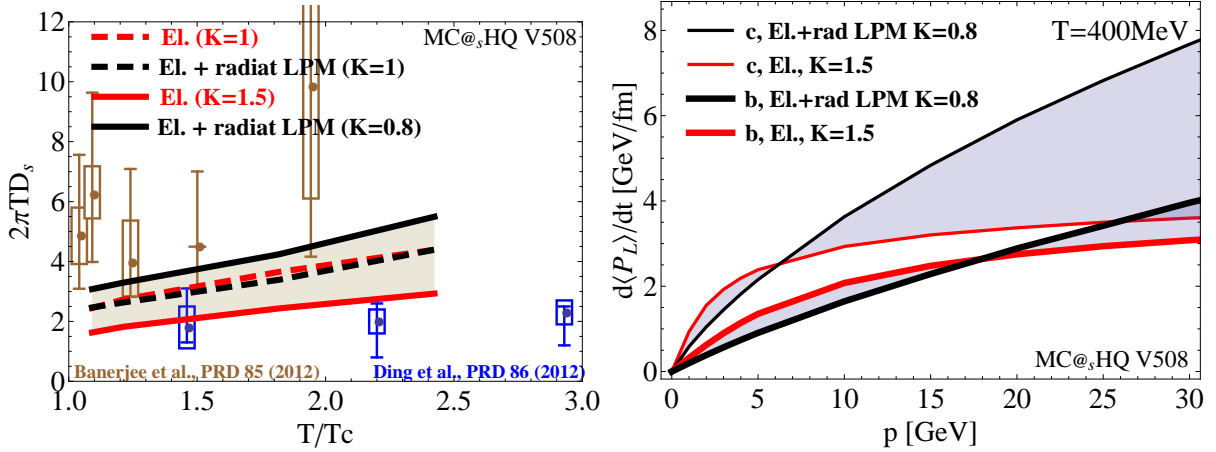 12
10
8
6
4
2
0
2πTD_s
El. (K=1)
El. + radiat LPM (K=1)
El. (K=1.5)
El. + radiat LPM (K=0.8)
MC@_sHQ V508
Banerjee et al., PRD 85 (2012)
Ding et al., PRD 86 (2012)
1.0 1.5 2.0 2.5 3.0
T/Tc
8
6
4
2
0
d⟨P_L⟩/dt [GeV/fm]
c, El.+rad LPM K=0.8
c, El., K=1.5
b, El.+rad LPM K=0.8
b, El., K=1.5
T=400MeV
MC@_sHQ V508
0 5 10 15 20 25 30
p [GeV]